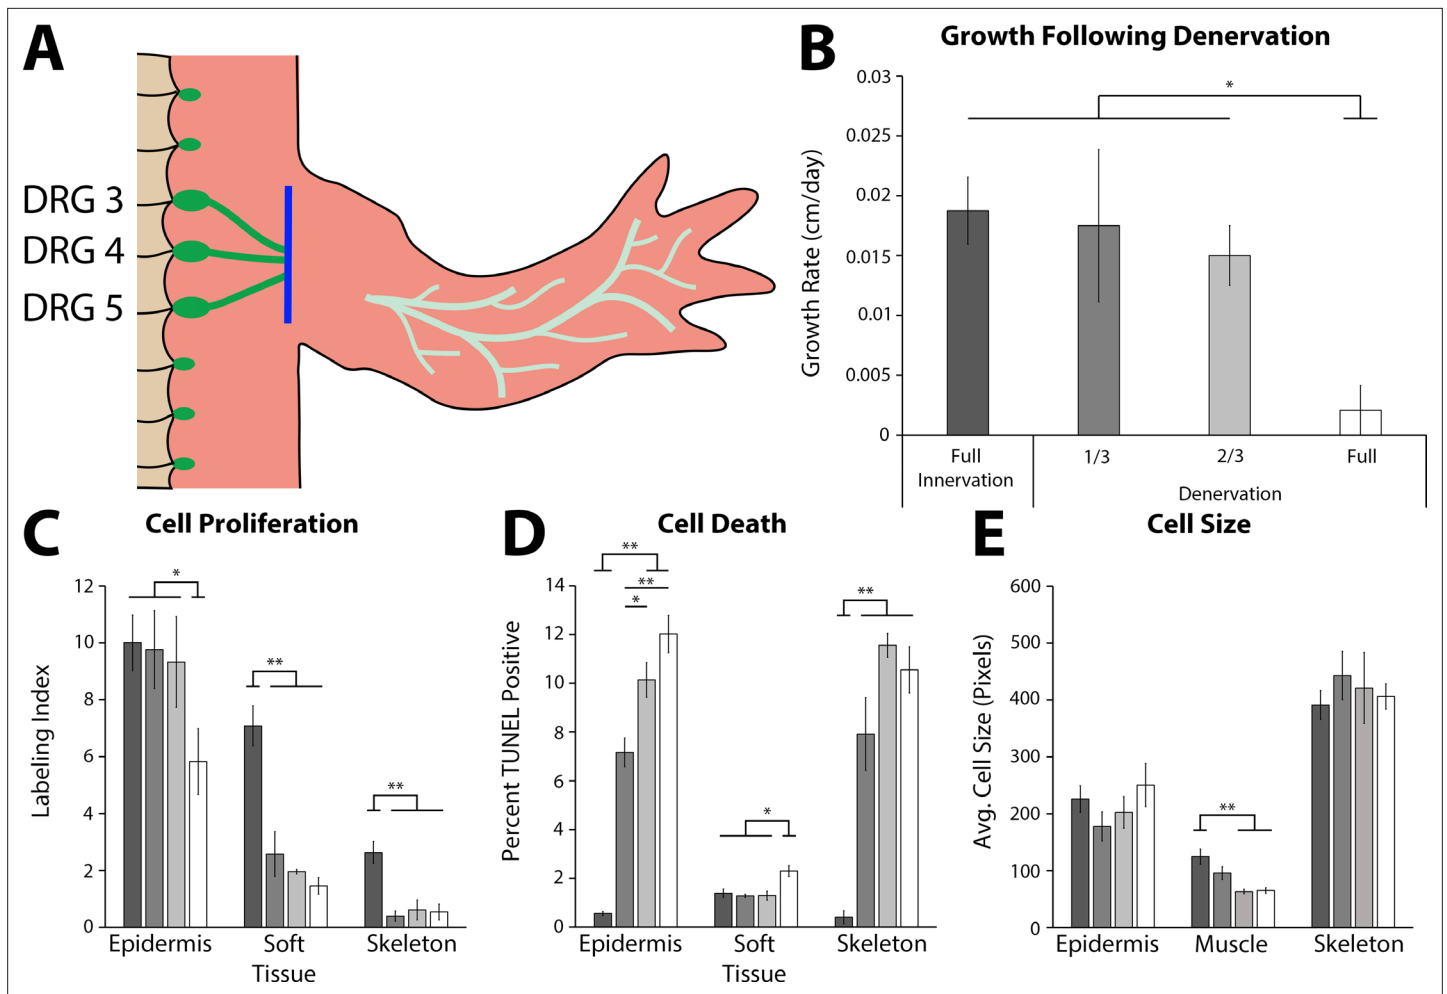 A
DRG 3
DRG 4
DRG 5
B
Growth Following Denervation
Growth Rate (cm/day)
0.03
0.025
0.02
0.015
0.01
0.005
0
*
Full
Innervation
1/3
2/3
Full
Denervation
C
Cell Proliferation
Labeling Index
12
10
8
6
4
2
0
*
**
**
Epidermis
Soft
Tissue
Skeleton
D
Cell Death
Percent TUNEL Positive
14
12
10
8
6
4
2
0
**
**
*
*
**
Epidermis
Soft
Tissue
Skeleton
E
Cell Size
Avg. Cell Size (Pixels)
600
500
400
300
200
100
0
**
Epidermis
Muscle
Skeleton